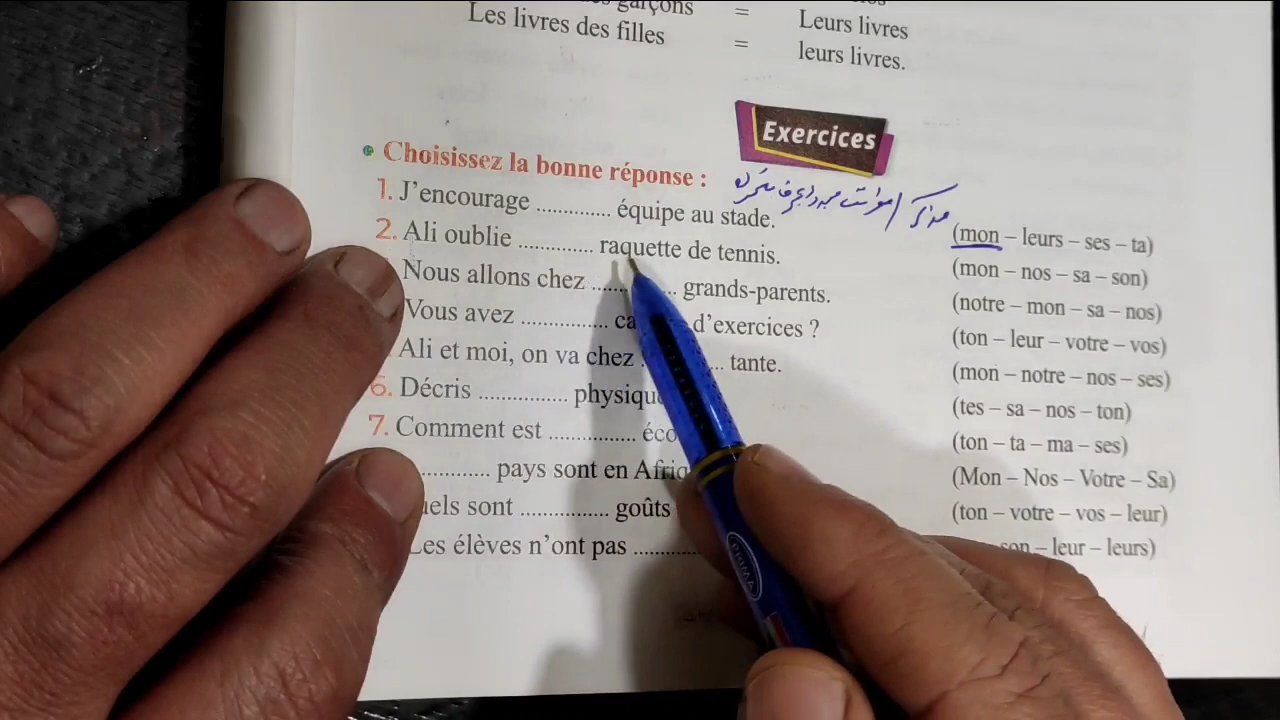 garçons =
Leurs livres
Les livres des filles = leurs livres.
Exercices
Choisissez la bonne réponse :
1. J'encourage ............. équipe au stade. (mon – leurs – ses – ta)
2. Ali oublie ............. raquette de tennis. (mon – nos – sa – son)
Nous allons chez ...... .. grands-parents. (notre – mon – sa – nos)
Vous avez ............... d'exercices ? (ton – leur – votre – vos)
Ali et moi, on va chez . ... tante. (mon – notre – nos – ses)
6. Décris ............... (tes – sa – nos – ton)
7. Comment est ............... (ton – ta – ma – ses)
............ pays sont en (Mon – Nos – Votre – Sa)
sont ............... goûts (ton – votre – vos – leur)
Les élèves n'ont pas ........... son – leur – leurs)
PRIMA